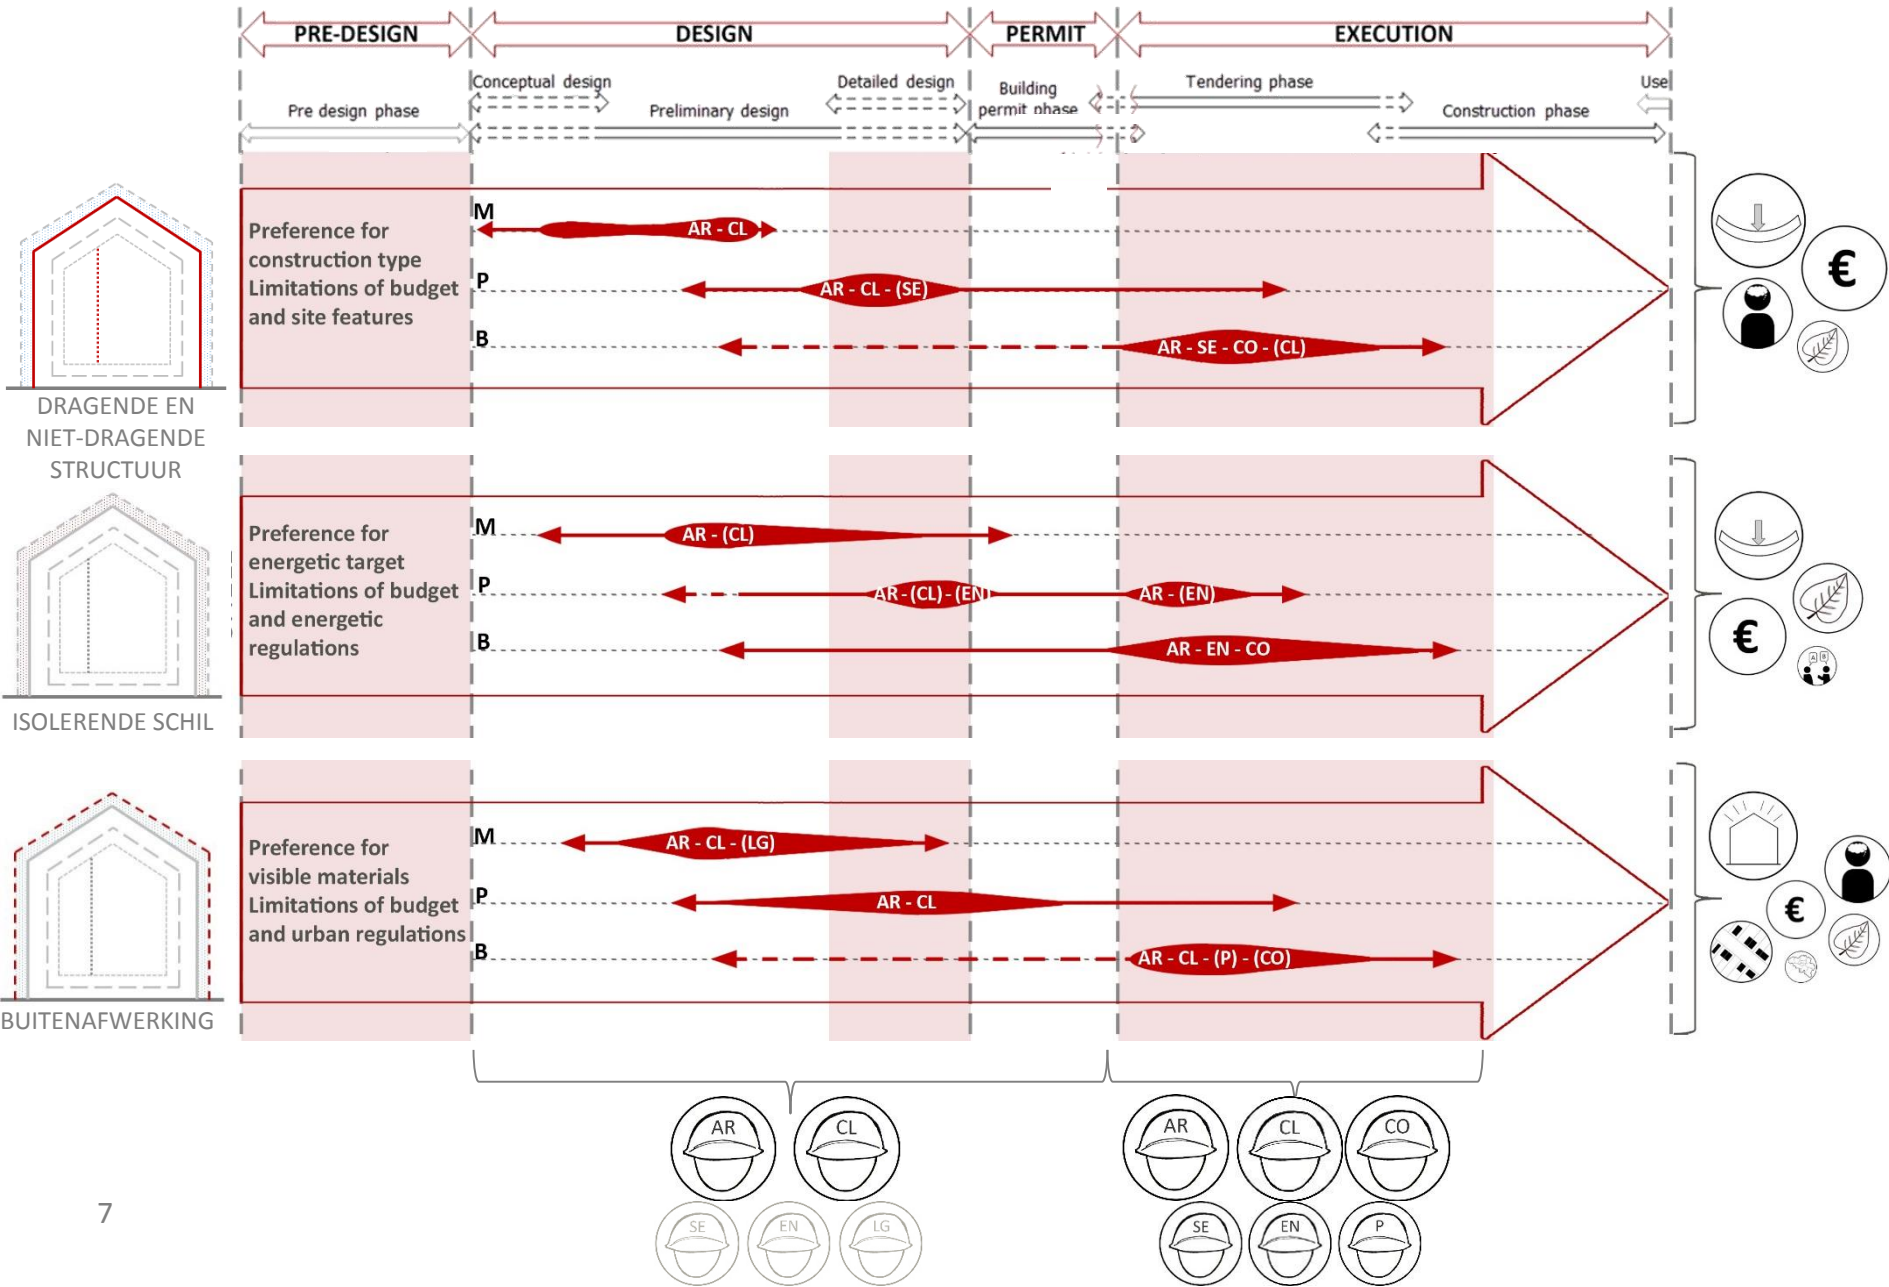 PRE-DESIGN
DESIGN
PERMIT
EXECUTION
Conceptual design
Detailed design
Tendering phase
Use
Pre design phase
Preliminary design
Building
permit phase
Construction phase
Preference for
construction type
Limitations of budget
and site features
M
AR - CL
P
AR - CL - (SE)
B
AR - SE - CO - (CL)
€
DRAGENDE EN
NIET-DRAGENDE
STRUCTUUR
Preference for
energetic target
Limitations of budget
and energetic
regulations
M
AR - (CL)
P
AR - (CL) - (EN)
AR - (EN)
B
AR - EN - CO
€
A B
ISOLERENDE SCHIL
Preference for
visible materials
Limitations of budget
and urban regulations
M
AR - CL - (LG)
P
AR - CL
B
AR - CL - (P) - (CO)
€
BUITENAFWERKING
AR
CL
AR
CL
CO
SE
EN
LG
SE
EN
P
7